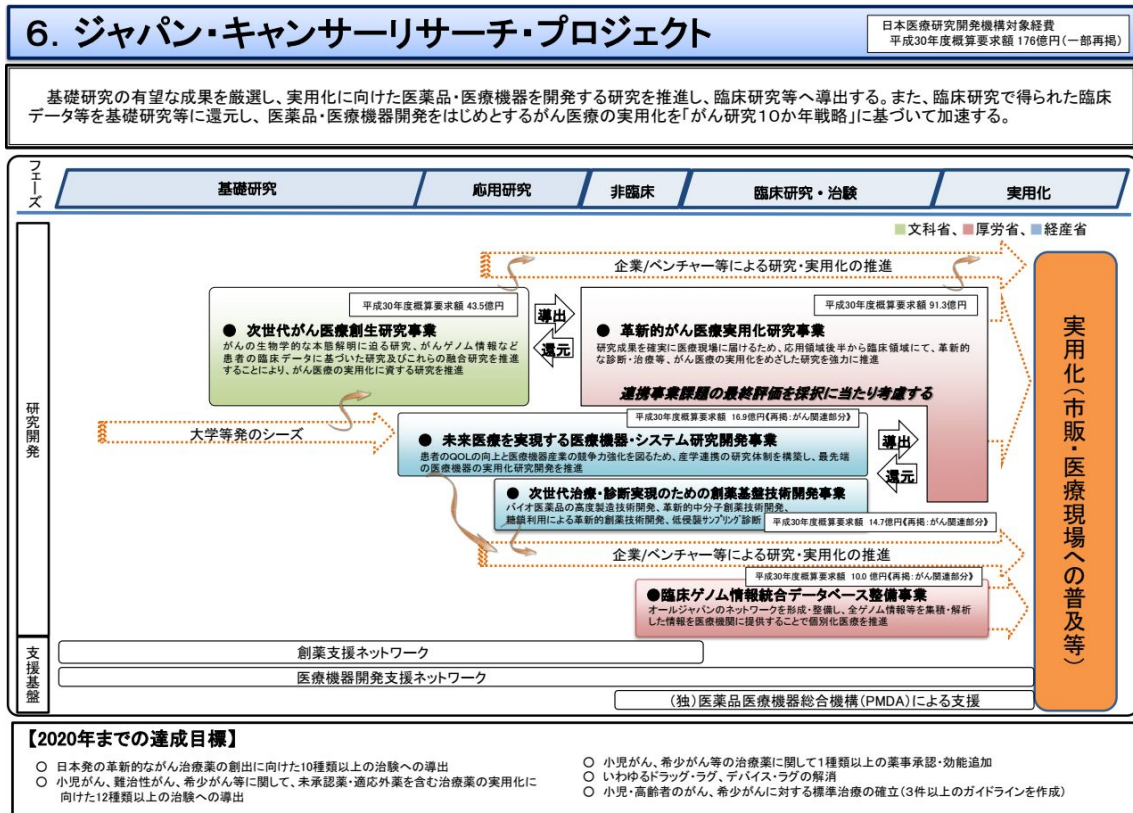 6. ジャパン・キャンサーリサーチ・プロジェクト
日本医療研究開発機構対象経費
平成30年度概算要求額 176億円(一部再掲)
基礎研究の有望な成果を厳選し、実用化に向けた医薬品・医療機器を開発する研究を推進し、臨床研究等へ導出する。また、臨床研究で得られた臨床
データ等を基礎研究等に還元し、医薬品・医療機器開発をはじめとするがん医療の実用化を「がん研究10か年戦略」に基づいて加速する。
フェーズ
基礎研究
応用研究
非臨床
臨床研究・治験
実用化
■文科省、■厚労省、■経産省
研究開発
企業/ベンチャー等による研究・実用化の推進
平成30年度概算要求額 43.5億円
● 次世代がん医療創生研究事業
がんの生物学的な本態解明に迫る研究、がんゲノム情報など
患者の臨床データに基づいた研究及びこれらの融合研究を推進
することにより、がん医療の実用化に資する研究を推進
導出
還元
平成30年度概算要求額 91.3億円
● 革新的がん医療実用化研究事業
研究成果を確実に医療現場に届けるため、応用領域後半から臨床領域にて、革新的
な診断・治療等、がん医療の実用化をめざした研究を強力に推進
連携事業課題の最終評価を採択に当たり考慮する
大学等発のシーズ
平成30年度概算要求額 16.9億円《再掲:がん関連部分》
● 未来医療を実現する医療機器・システム研究開発事業
患者のQOLの向上と医療機器産業の競争力強化を図るため、産学連携の研究体制を構築し、最先端
の医療機器の実用化研究開発を推進
導出
還元
● 次世代治療・診断実現のための創薬基盤技術開発事業
バイオ医薬品の高度製造技術開発、革新的中分子創薬技術開発、
糖鎖利用による革新的創薬技術開発、低侵襲サンプリング診断
平成30年度概算要求額 14.7億円《再掲:がん関連部分》
企業/ベンチャー等による研究・実用化の推進
平成30年度概算要求額 10.0 億円《再掲:がん関連部分》
●臨床ゲノム情報統合データベース整備事業
オールジャパンのネットワークを形成・整備し、全ゲノム情報等を集積・解析
した情報を医療機関に提供することで個別化医療を推進
実用化(市販・医療現場への普及等)
支援基盤
創薬支援ネットワーク
医療機器開発支援ネットワーク
(独)医薬品医療機器総合機構(PMDA)による支援
【2020年までの達成目標】
○ 日本発の革新的ながん治療薬の創出に向けた10種類以上の治験への導出
○ 小児がん、難治性がん、希少がん等に関して、未承認薬・適応外薬を含む治療薬の実用化に
向けた12種類以上の治験への導出
○ 小児がん、希少がん等の治療薬に関して1種類以上の薬事承認・効能追加
○ いわゆるドラッグ・ラグ、デバイス・ラグの解消
○ 小児・高齢者のがん、希少がんに対する標準治療の確立(3件以上のガイドラインを作成)